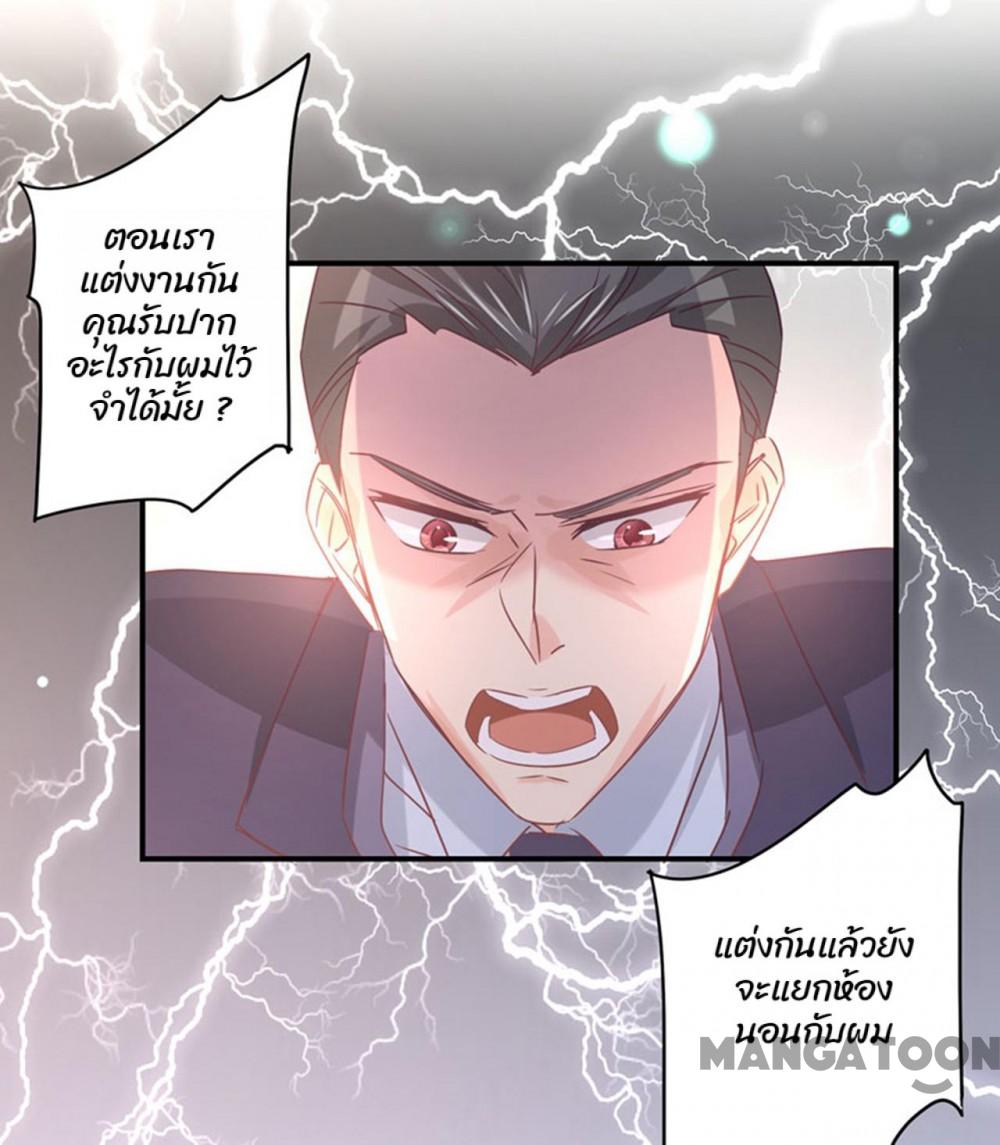 ตอนเรา
แต่งงานกัน
คุณรับปาก
อะไรกับผมไว้
จำได้มั้ย ?
แต่งกันแล้วยัง
จะแยกห้อง
นอนกับผม
MANGATOON